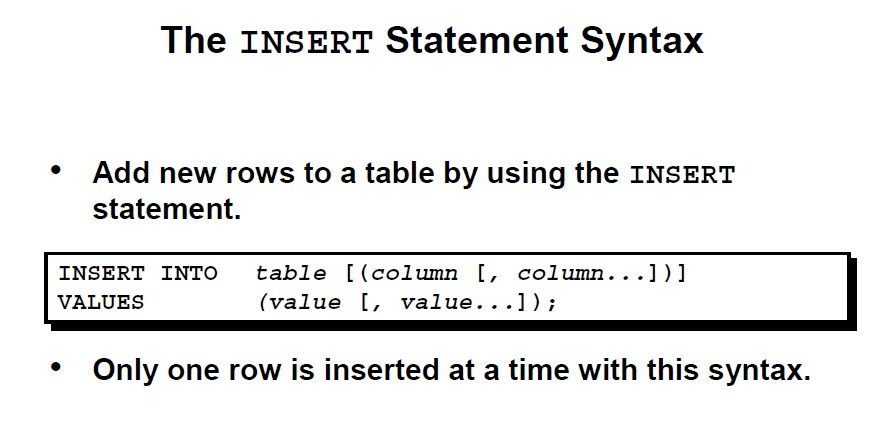 The INSERT Statement Syntax
• Add new rows to a table by using the INSERT
statement.
INSERT INTO table [(column [, column...])]
VALUES (value [, value...]);
• Only one row is inserted at a time with this syntax.